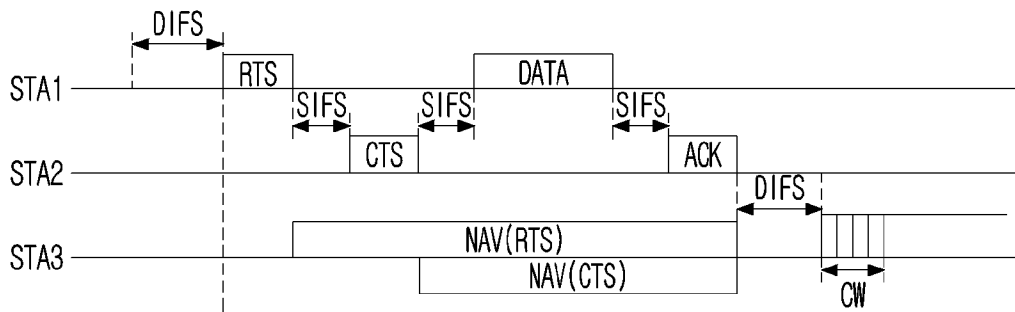 DIFS
RTS
DATA
STA1
SIFS
SIFS
SIFS
CTS
ACK
STA2
DIFS
NAV(RTS)
STA3
NAV(CTS)
CW